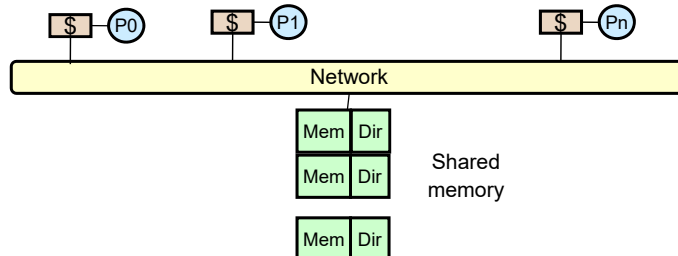 $ P0 $ P1 $ Pn
Network
Mem Dir
Mem Dir
Shared
memory
Mem Dir